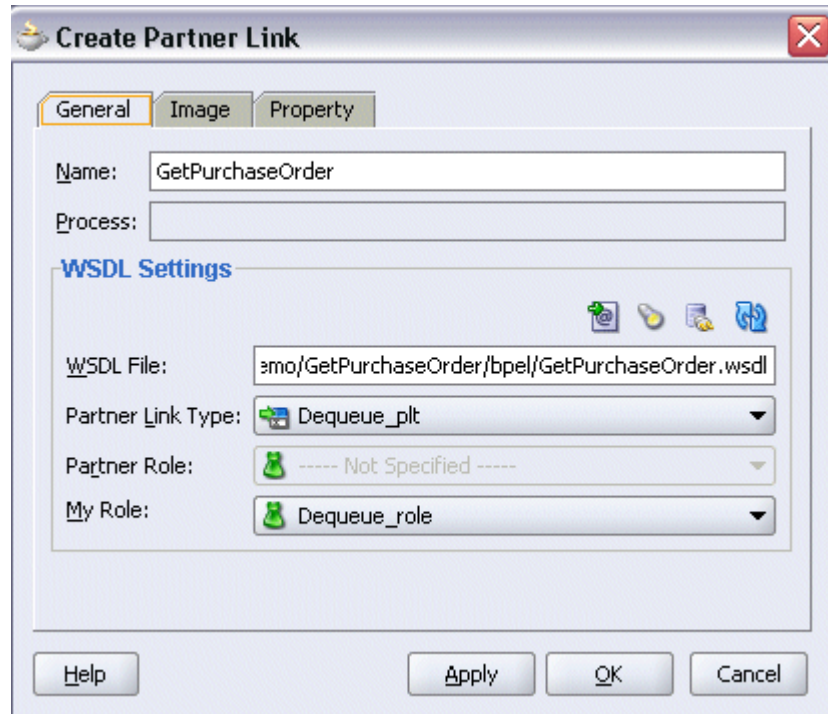 Create Partner Link
General Image Property
Name: GetPurchaseOrder
Process:
WSDL Settings
WSDL File: emo/GetPurchaseOrder/bpel/GetPurchaseOrder.wsdl
Partner Link Type: Dequeue_plt
Partner Role: ----- Not Specified -----
My Role: Dequeue_role
Help Apply OK Cancel